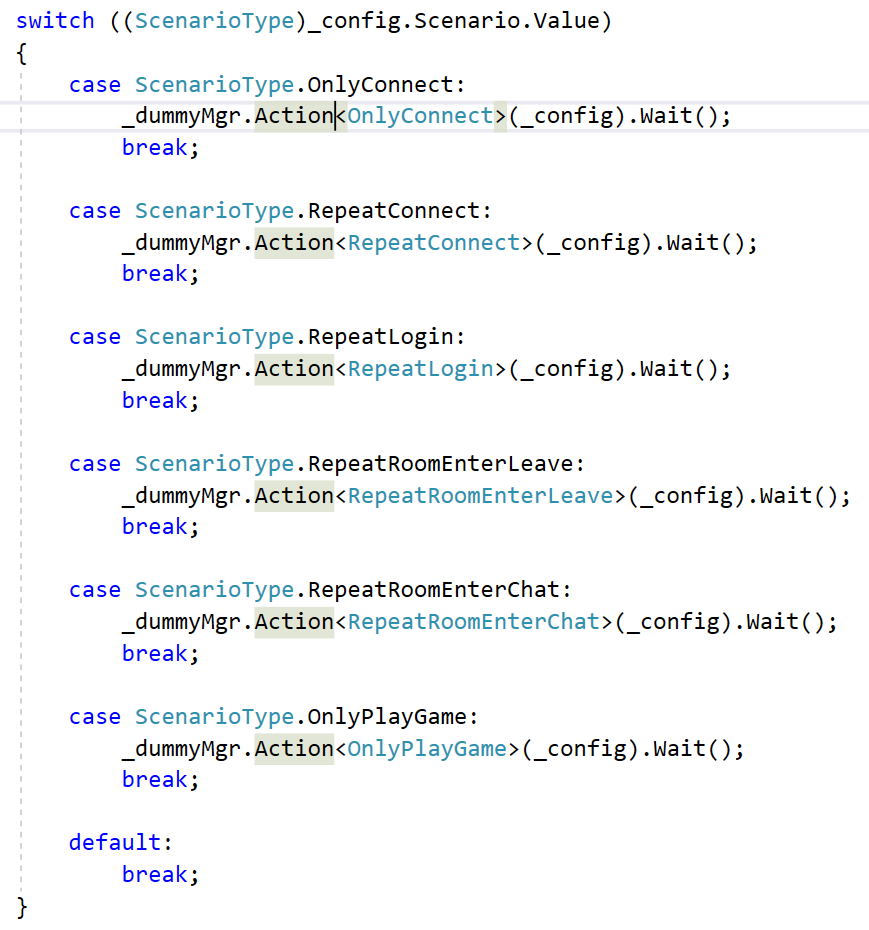 switch ((ScenarioType)_config.Scenario.Value)
{
case ScenarioType.OnlyConnect:
_dummyMgr.Action<OnlyConnect>(_config).Wait();
break;
case ScenarioType.RepeatConnect:
_dummyMgr.Action<RepeatConnect>(_config).Wait();
break;
case ScenarioType.RepeatLogin:
_dummyMgr.Action<RepeatLogin>(_config).Wait();
break;
case ScenarioType.RepeatRoomEnterLeave:
_dummyMgr.Action<RepeatRoomEnterLeave>(_config).Wait();
break;
case ScenarioType.RepeatRoomEnterChat:
_dummyMgr.Action<RepeatRoomEnterChat>(_config).Wait();
break;
case ScenarioType.OnlyPlayGame:
_dummyMgr.Action<OnlyPlayGame>(_config).Wait();
break;
default:
break;
}